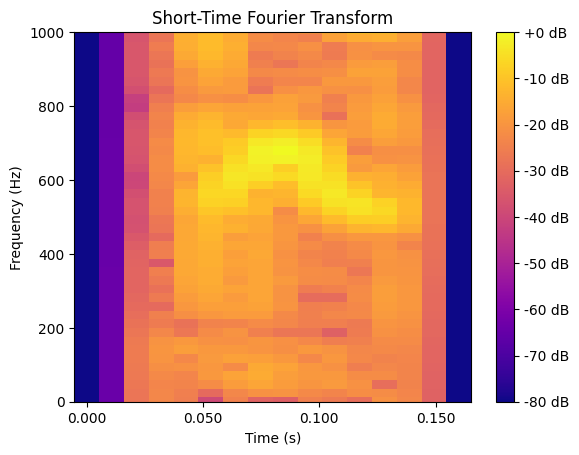 Short-Time Fourier Transform
1000
800
600
400
200
0
Frequency (Hz)
0.000
0.050
0.100
0.150
Time (s)
+0 dB
-10 dB
-20 dB
-30 dB
-40 dB
-50 dB
-60 dB
-70 dB
-80 dB